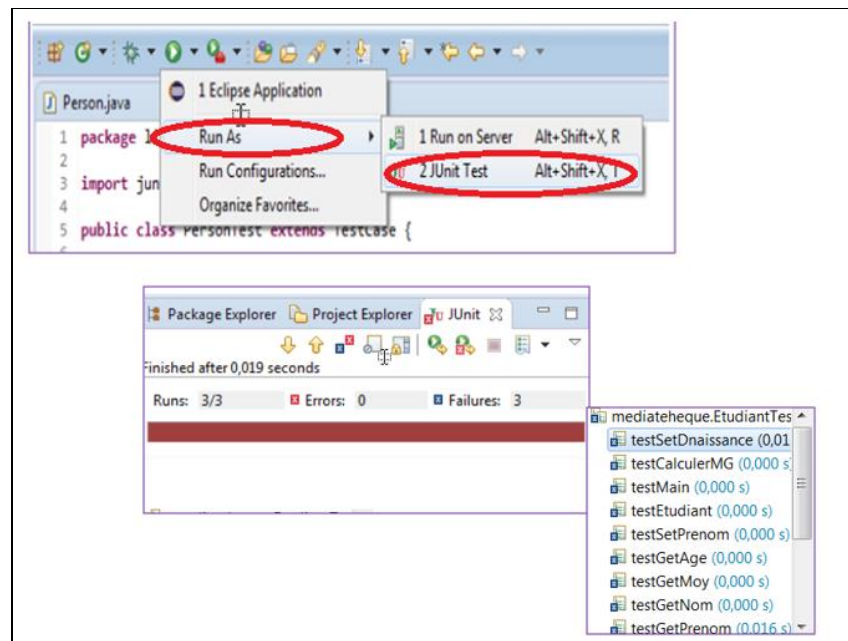 1 Eclipse Application
Person.java
1 package
Run As
1 Run on Server Alt+Shift+X, R
2
3 import jun
Run Configurations...
2 JUnit Test Alt+Shift+X, T
4
Organize Favorites...
5 public class PersonTest extends TestCase {
Package Explorer Project Explorer JUnit
Finished after 0,019 seconds
Runs: 3/3 Errors: 0 Failures: 3
mediatheque.EtudiantTes
testSetDnaissance (0,01
testCalculerMG (0,000 s)
testMain (0,000 s)
testEtudiant (0,000 s)
testSetPrenom (0,000 s)
testGetAge (0,000 s)
testGetMoy (0,000 s)
testGetNom (0,000 s)
testGetPrenom (0,016 s)